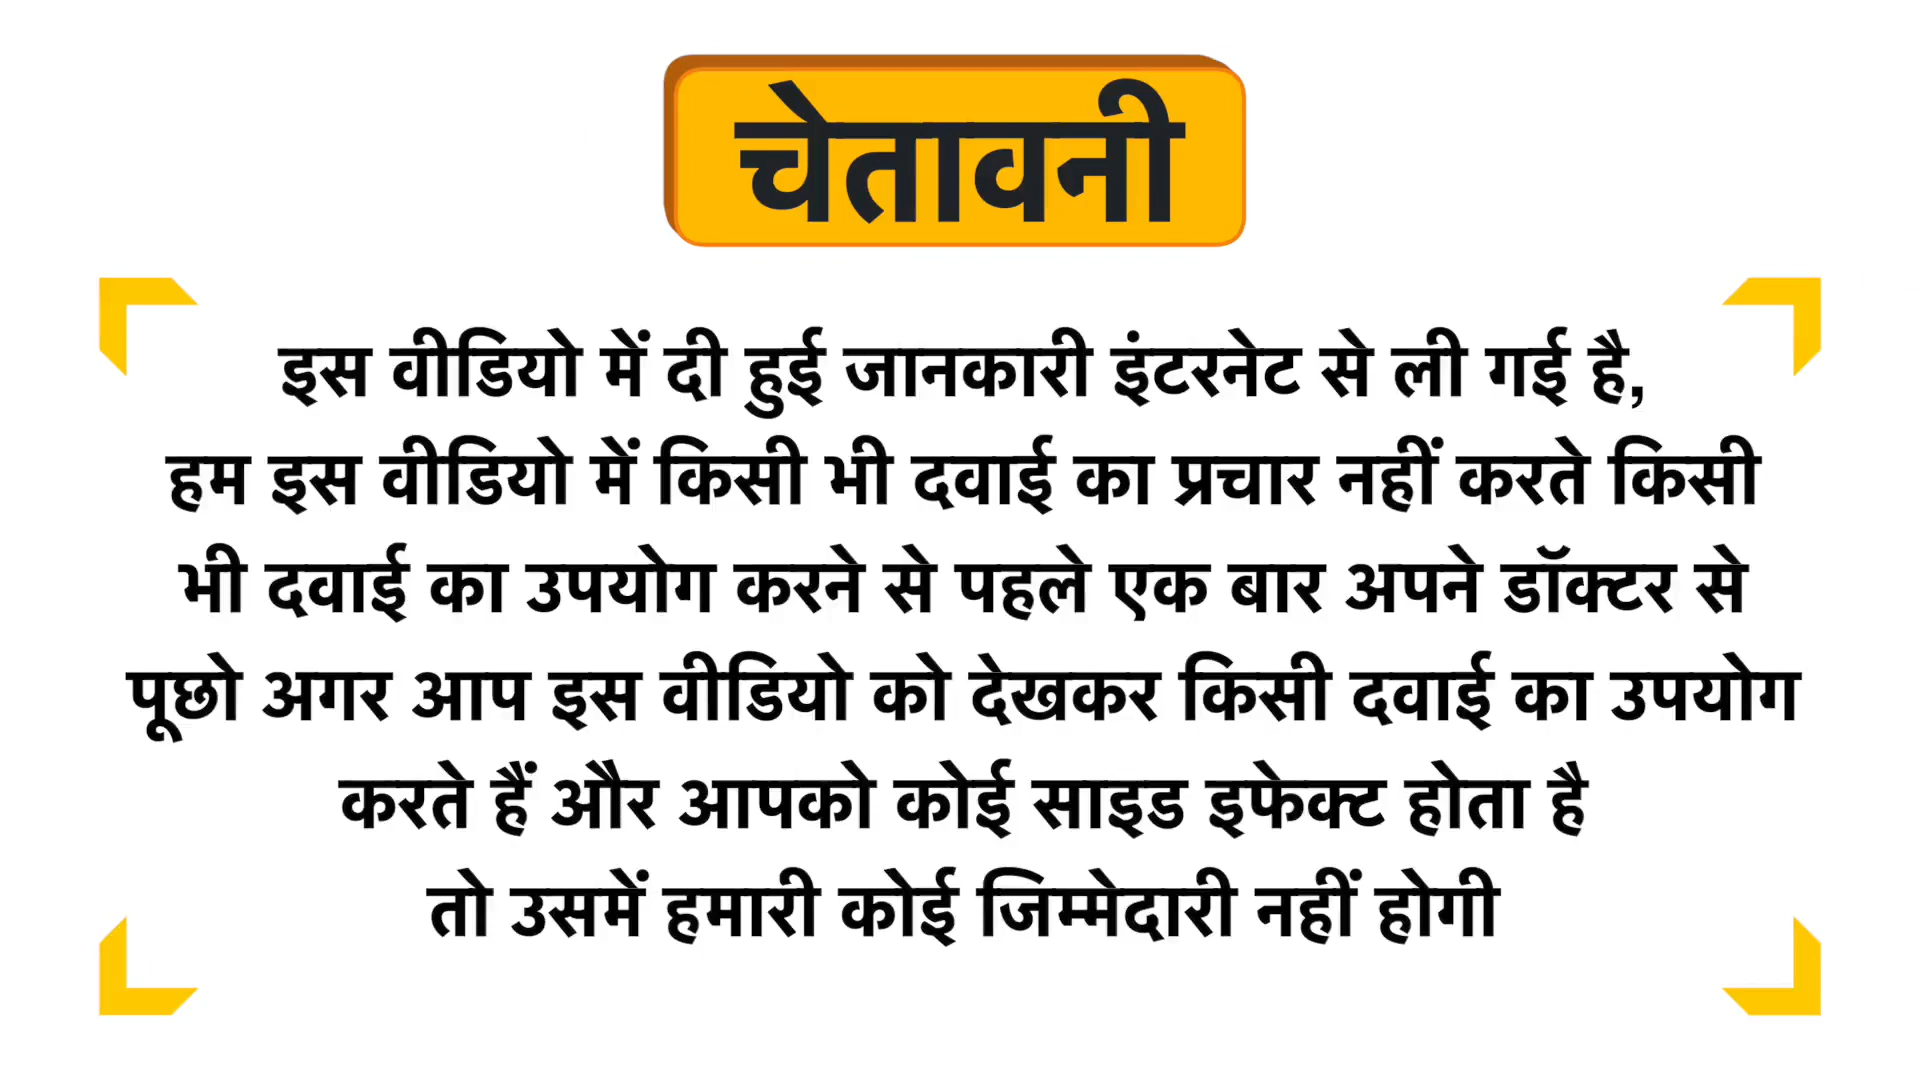 चेतावनी
इस वीडियो में दी हुई जानकारी इंटरनेट से ली गई है,
हम इस वीडियो में किसी भी दवाई का प्रचार नहीं करते किसी
भी दवाई का उपयोग करने से पहले एक बार अपने डॉक्टर से
पूछो अगर आप इस वीडियो को देखकर किसी दवाई का उपयोग
करते हैं और आपको कोई साइड इफेक्ट होता है
तो उसमें हमारी कोई जिम्मेदारी नहीं होगी